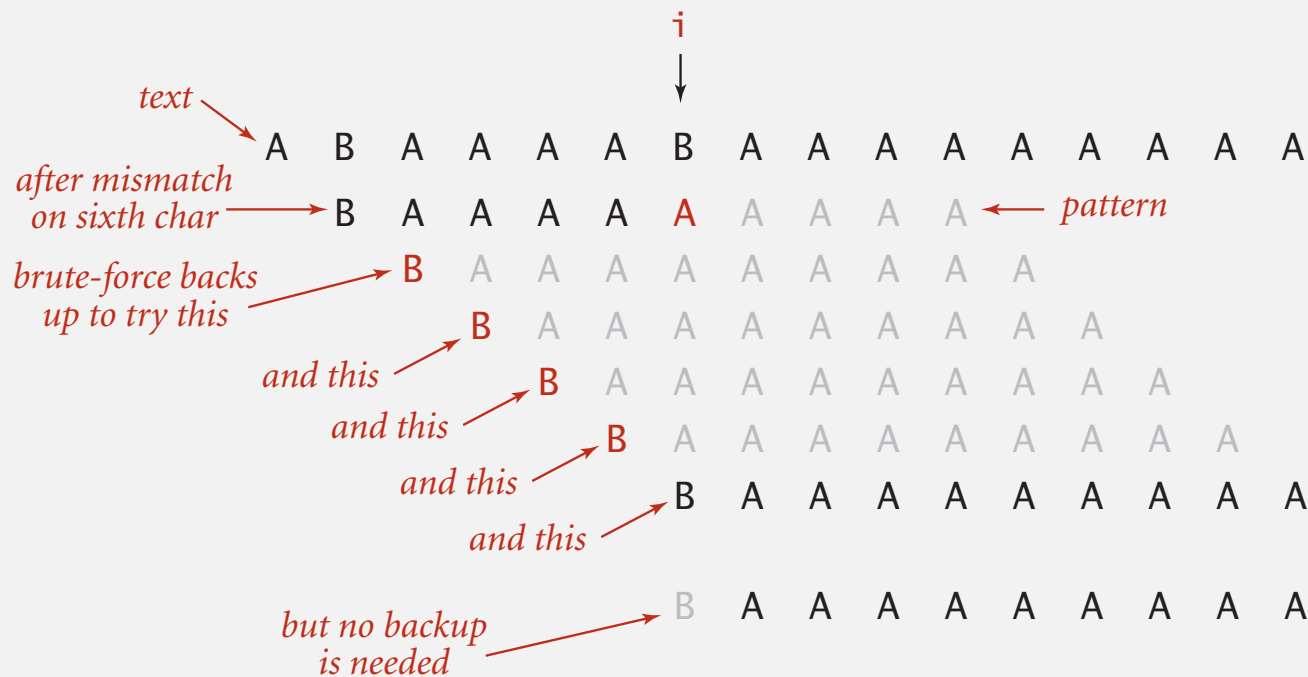 i
text
A B A A A A B A A A A A A A A A
after mismatch
on sixth char
B A A A A A A A A A
pattern
brute-force backs
up to try this
B A A A A A A A A A
and this
B A A A A A A A A A
and this
B A A A A A A A A A
and this
B A A A A A A A A A
and this
B A A A A A A A A A
but no backup
is needed
B A A A A A A A A A